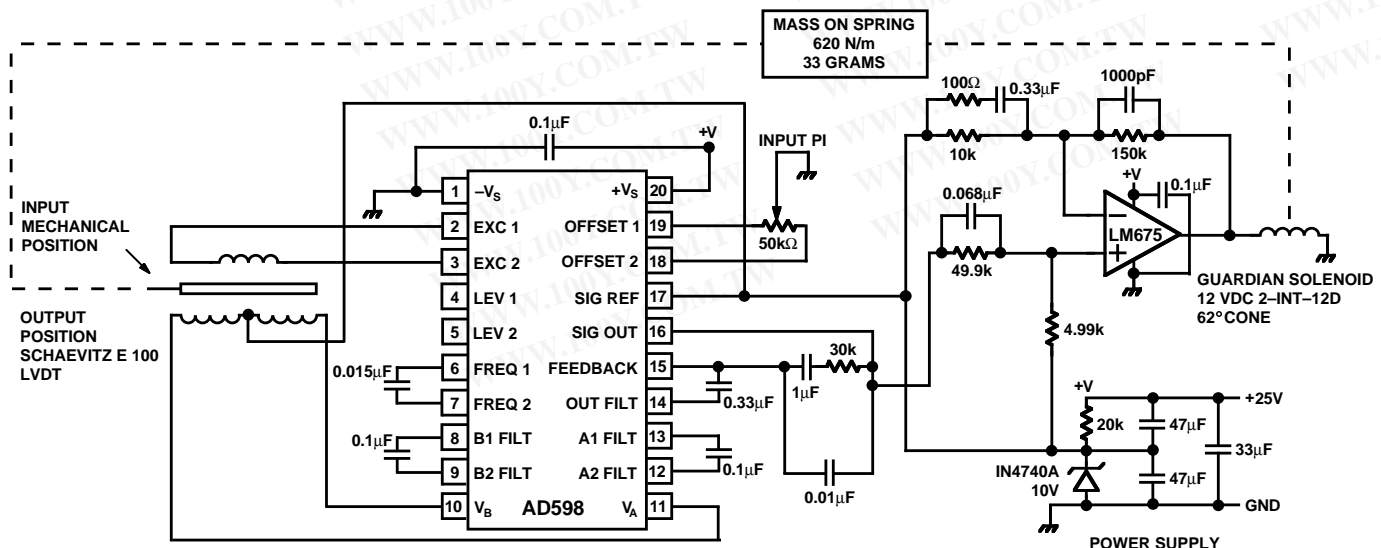 MASS ON SPRING
620 N/m
33 GRAMS
WWW.100Y.COM.TW
100Ω
0.33µF
1000pF
10k
150k
0.1µF
+V
INPUT PI
50kΩ
INPUT
MECHANICAL
POSITION
OUTPUT
POSITION
SCHAEVITZ E 100
LVDT
1 –VS
2 EXC 1
3 EXC 2
4 LEV 1
5 LEV 2
6 FREQ 1
7 FREQ 2
8 B1 FILT
9 B2 FILT
10 VB
+VS 20
OFFSET 1 19
OFFSET 2 18
SIG REF 17
SIG OUT 16
FEEDBACK 15
OUT FILT 14
A1 FILT 13
A2 FILT 12
VA 11
AD598
0.015µF
0.1µF
30k
1µF
0.33µF
0.1µF
0.01µF
0.068µF
49.9k
+V
0.1µF
–
LM675
+
4.99k
GUARDIAN SOLENOID
12 VDC 2–INT–12D
62° CONE
+V
+25V
20k
47µF
33µF
IN4740A
10V
47µF
GND
POWER SUPPLY